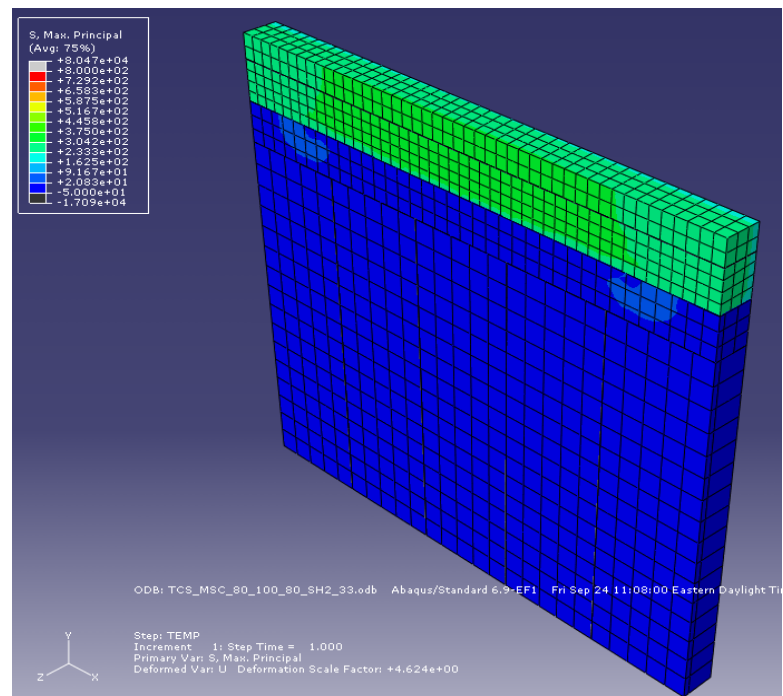 S, Max. Principal
(Avg: 75%)
+8.047e+04
+8.000e+02
+7.292e+02
+6.583e+02
+5.875e+02
+5.167e+02
+4.458e+02
+3.750e+02
+3.042e+02
+2.333e+02
+1.625e+02
+9.167e+01
+2.083e+01
-5.000e+01
-1.709e+04
ODB: TCS_MSC_80_100_80_SH2_33.odb Abaqus/Standard 6.9-EF1 Fri Sep 24 11:08:00 Eastern Daylight Tim
Y
Z X
Step: TEMP
Increment 1: Step Time = 1.000
Primary Var: S, Max. Principal
Deformed Var: U Deformation Scale Factor: +4.624e+00